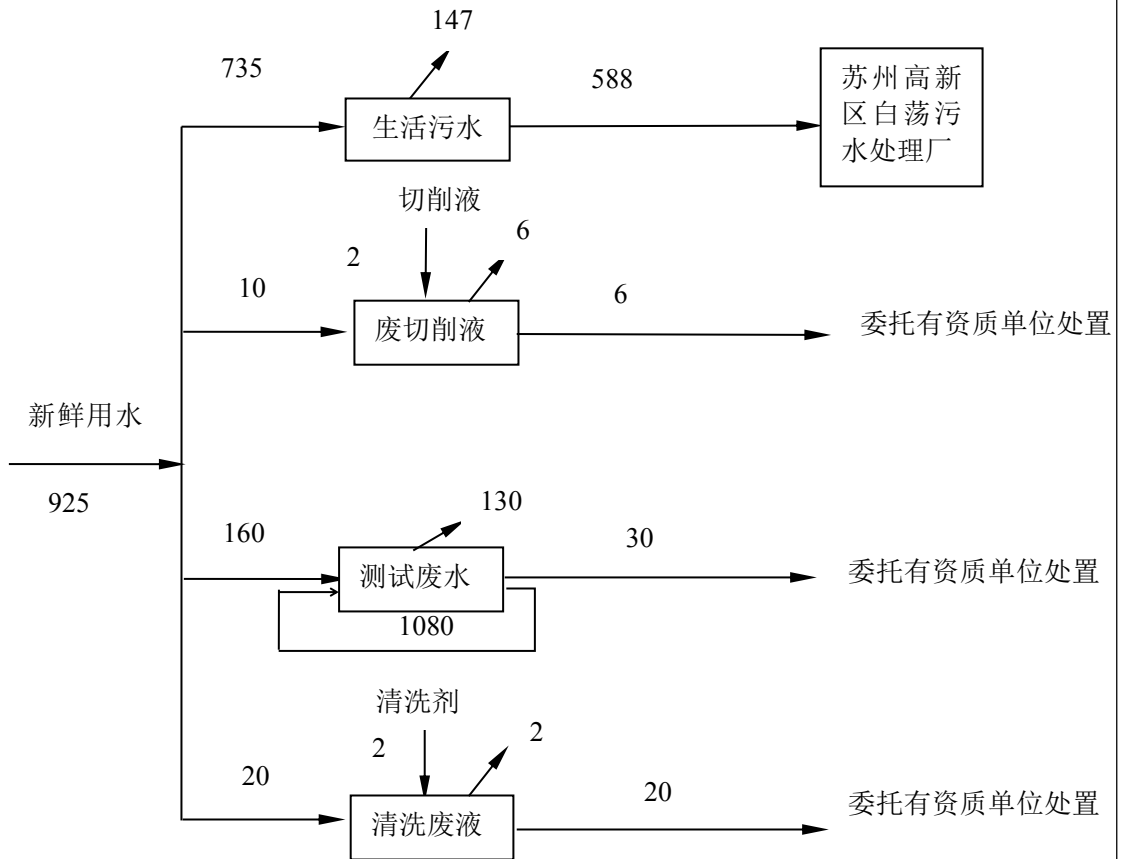 147
735
588
苏州高新
区白荡污
水处理厂
生活污水
切削液
2
6
10
6
废切削液
委托有资质单位处置
新鲜用水
925
130
160
30
测试废水
委托有资质单位处置
1080
清洗剂
2
2
20
20
清洗废液
委托有资质单位处置